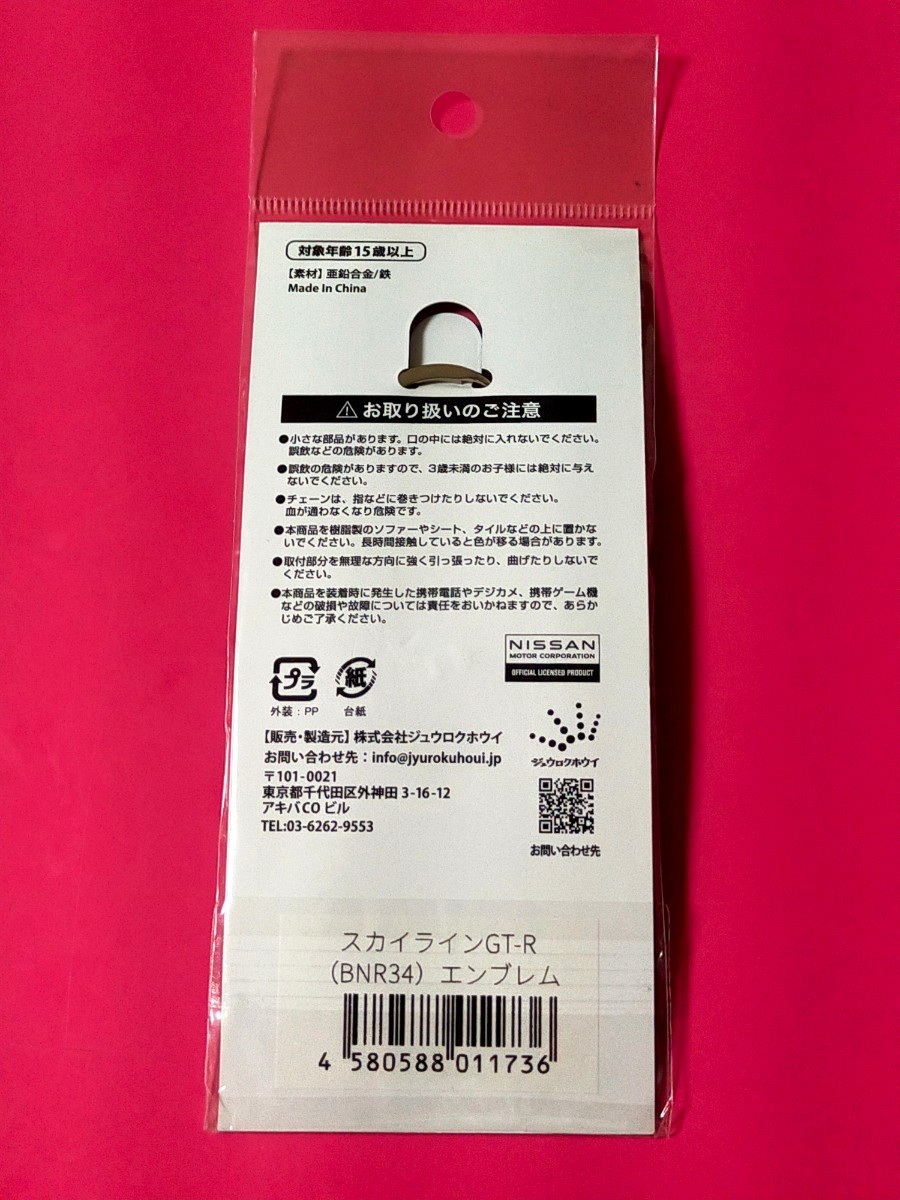 対象年齢15歳以上
【素材】亜鉛合金/鉄
Made In China
⚠お取り扱いのご注意
●小さな部品があります。口の中には絶対に入れないでください。
誤飲などの危険があります。
●誤飲の危険がありますので、3歳未満のお子様には絶対に与え
ないでください。
●チェーンは、指などに巻きつけたりしないでください。
血が通わなくなり危険です。
●本商品を樹脂製のソファーやシート、タイルなどの上に置かな
いでください。長時間接触していると色が移る場合があります。
●取付部分を無理な方向に強く引っ張ったり、曲げたりしないで
ください。
●本商品を装着時に発生した携帯電話やデジカメ、携帯ゲーム機
などの破損や故障については責任をおいかねますので、あらか
じめご了承ください。
NISSAN
MOTOR CORPORATION
OFFICIAL LICENSED PRODUCT
プラ
紙
外装：PP
台紙
【販売・製造元】株式会社ジュウロクホウイ
お問い合わせ先：info@jyurokuhoui.jp
〒101-0021
東京都千代田区外神田3-16-12
アキバCOビル
TEL:03-6262-9553
ジュウロクホウイ
お問い合わせ先
スカイラインGT-R
（BNR34）エンブレム
4 580588 011736